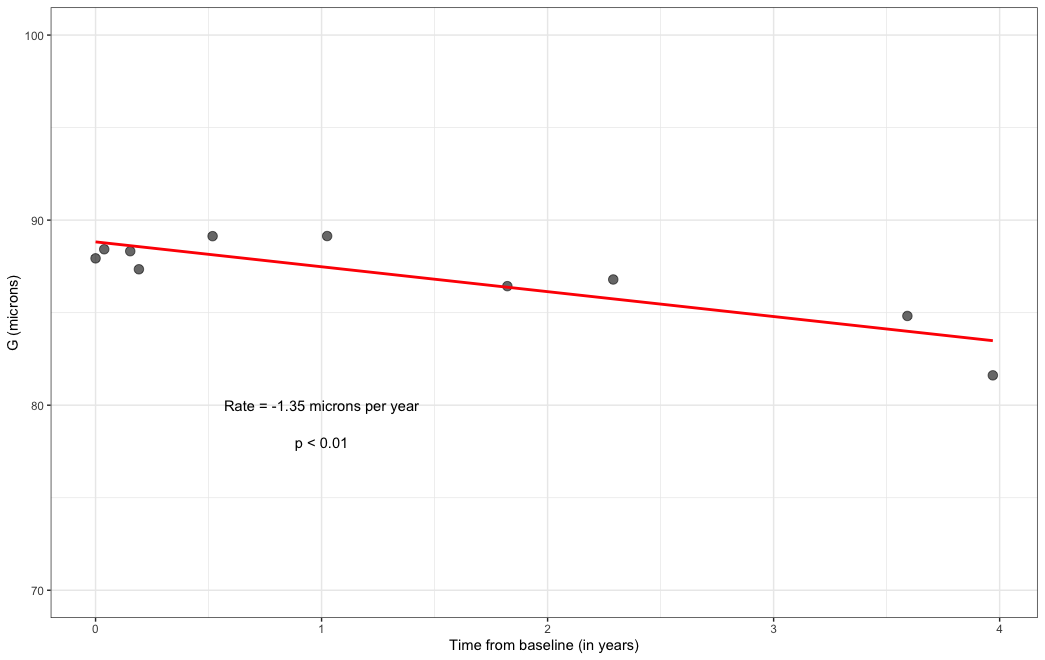 100
90
80
70
G (microns)
Rate = -1.35 microns per year
p < 0.01
0 1 2 3 4
Time from baseline (in years)